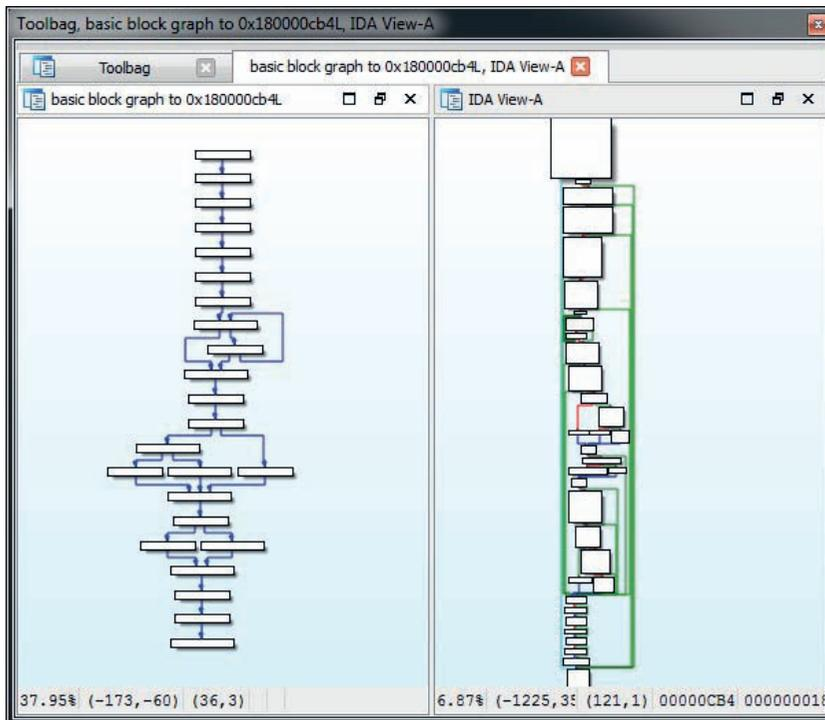 Toolbag, basic block graph to 0x180000cb4L, IDA View-A
Toolbag
basic block graph to 0x180000cb4L, IDA View-A
basic block graph to 0x180000cb4L
IDA View-A
37.95% (-173,-60) (36,3)
6.87% (-1225,35 (121,1) 00000CB4 000000018